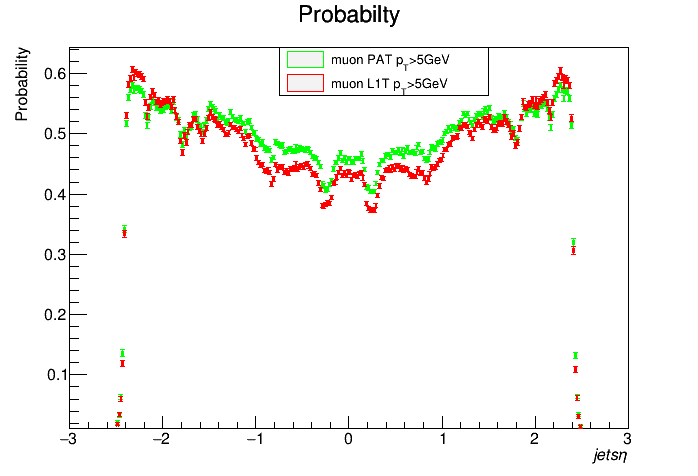 Probabilty
Probability
muon PAT p_T>5GeV
muon L1T p_T>5GeV
0.6
0.5
0.4
0.3
0.2
0.1
−3 −2 −1 0 1 2 3
jetsη